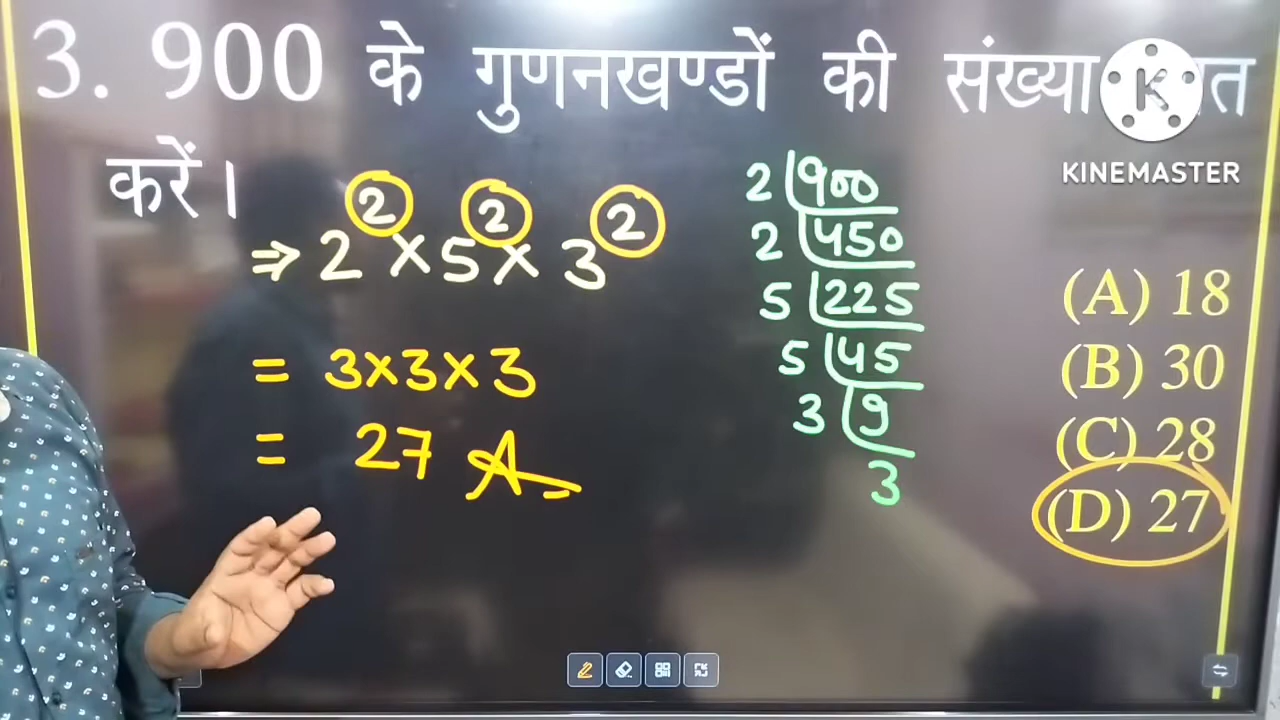 3. 900 के गुणनखण्डों की संख्या
करें।
⇒ 2² × 5² × 3²
= 3×3×3
= 27 A
2 900
2 450
5 225
5 45
3 9
3
(A) 18
(B) 30
(C) 28
(D) 27
K
KINEMASTER